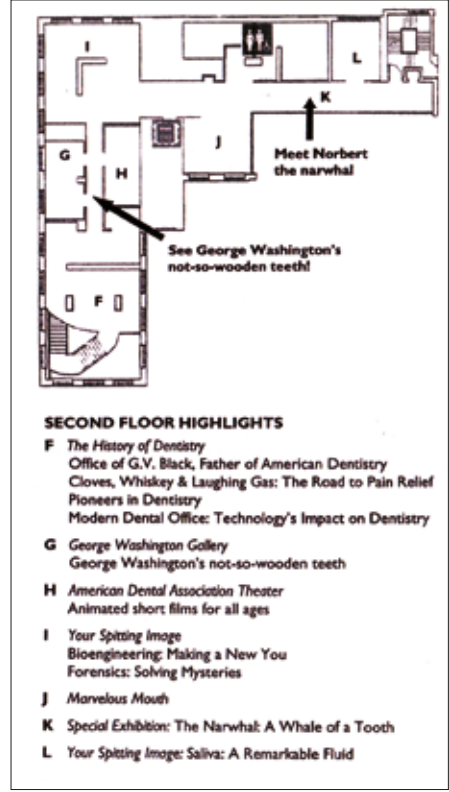 I
L
K
G
H
J
Meet Norbert
the narwhal
See George Washington's
not-so-wooden teeth!
F
SECOND FLOOR HIGHLIGHTS
F The History of Dentistry
Office of G.V. Black, Father of American Dentistry
Cloves, Whiskey & Laughing Gas: The Road to Pain Relief
Pioneers in Dentistry
Modern Dental Office: Technology's Impact on Dentistry
G George Washington Gallery
George Washington's not-so-wooden teeth
H American Dental Association Theater
Animated short films for all ages
I Your Spitting Image
Bioengineering: Making a New You
Forensics: Solving Mysteries
J Marvelous Mouth
K Special Exhibition: The Narwhal: A Whale of a Tooth
L Your Spitting Image: Saliva: A Remarkable Fluid